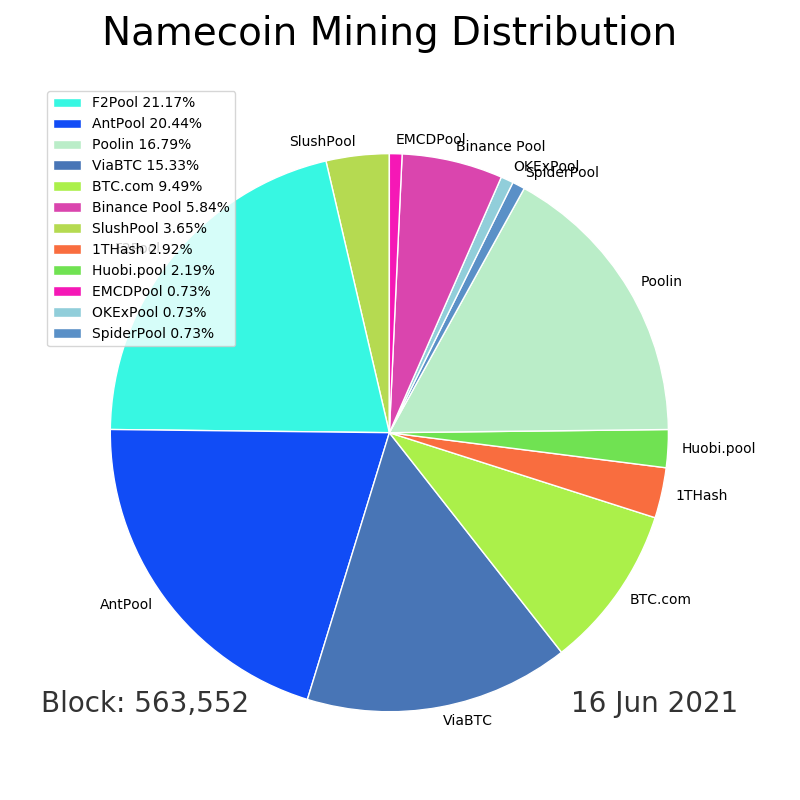 Namecoin Mining Distribution
F2Pool 21.17%
AntPool 20.44%
Poolin 16.79%
ViaBTC 15.33%
BTC.com 9.49%
Binance Pool 5.84%
SlushPool 3.65%
1THash 2.92%
Huobi.pool 2.19%
EMCDPool 0.73%
OKExPool 0.73%
SpiderPool 0.73%
SlushPool
EMCDPool
Binance Pool
OKExPool
SpiderPool
Poolin
Huobi.pool
1THash
BTC.com
ViaBTC
AntPool
Block: 563,552
16 Jun 2021